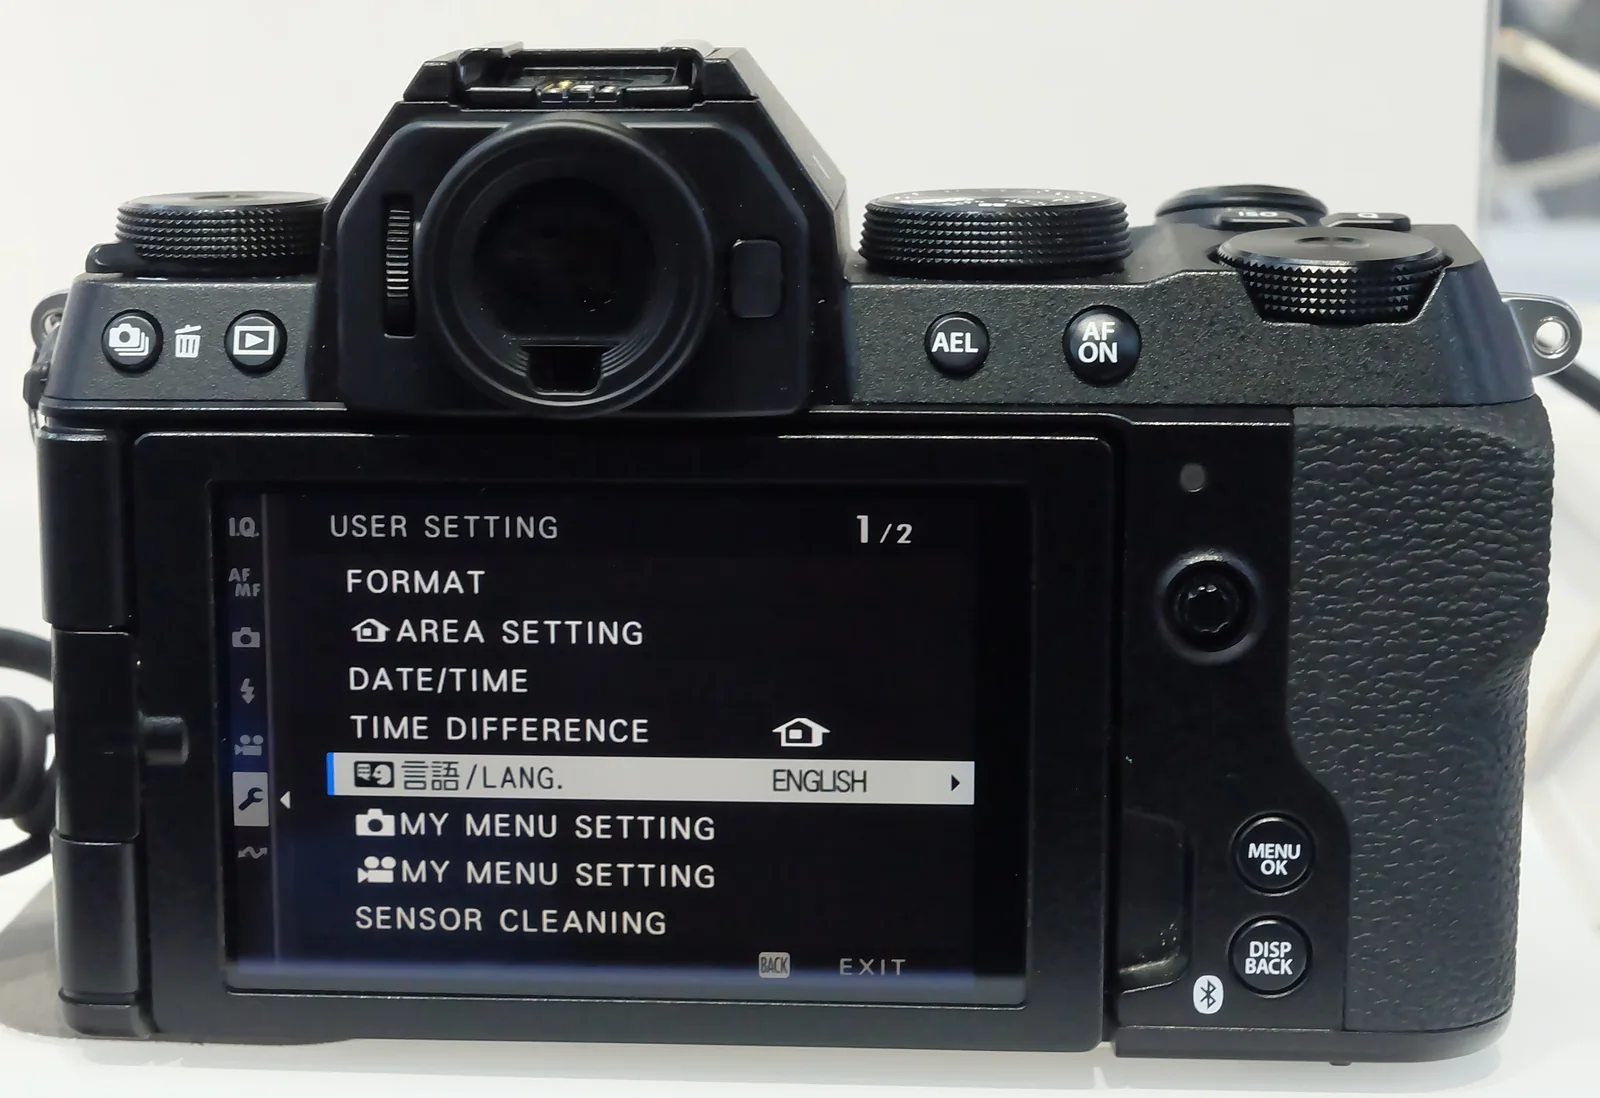 ISO
Q
AEL
AF
ON
I.Q.
USER SETTING 1/2
AF
MF
FORMAT
AREA SETTING
DATE/TIME
TIME DIFFERENCE
言語/LANG. ENGLISH
MY MENU SETTING
MY MENU SETTING
SENSOR CLEANING
BACK EXIT
MENU
OK
DISP
BACK